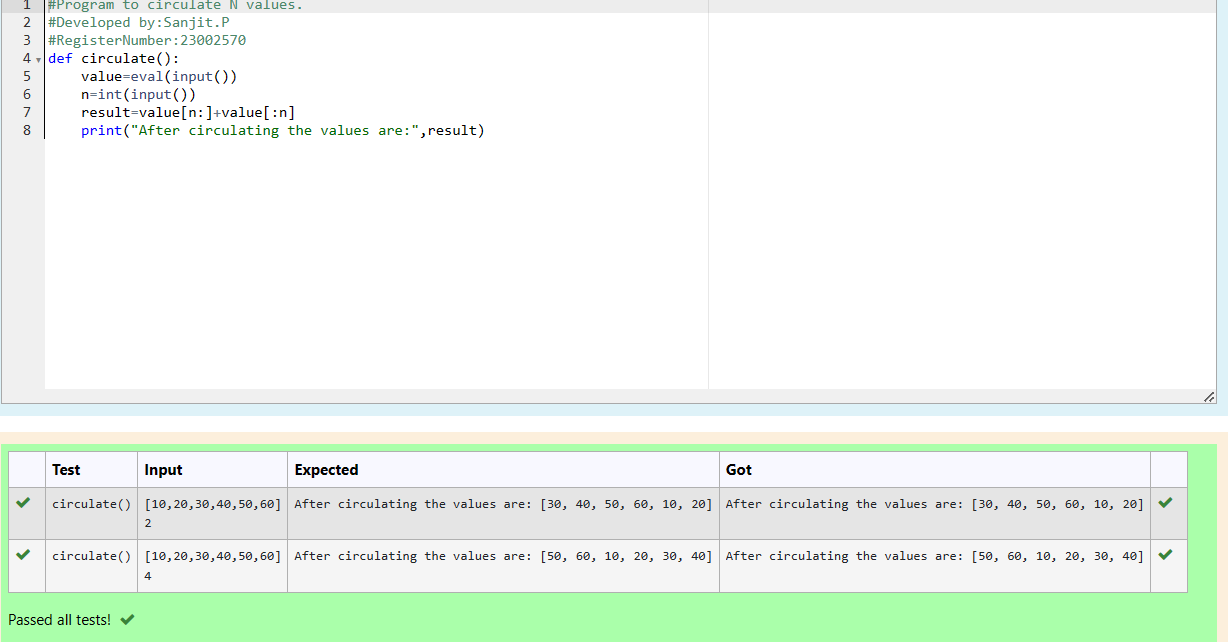 1 #Program to circulate N values.
2 #Developed by:Sanjit.P
3 #RegisterNumber:23002570
4 def circulate():
5     value=eval(input())
6     n=int(input())
7     result=value[n:]+value[:n]
8     print("After circulating the values are:",result)
Test Input Expected Got
circulate() [10,20,30,40,50,60] After circulating the values are: [30, 40, 50, 60, 10, 20] After circulating the values are: [30, 40, 50, 60, 10, 20]
2
circulate() [10,20,30,40,50,60] After circulating the values are: [50, 60, 10, 20, 30, 40] After circulating the values are: [50, 60, 10, 20, 30, 40]
4
Passed all tests!